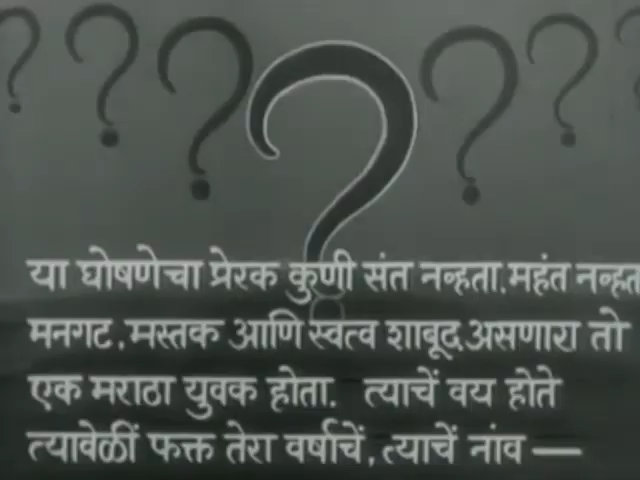 या घोषणेचा प्रेरक कुणी संत नव्हता, महंत नव्हत
मनगट, मस्तक आणि स्वत्व शाबूद असणारा तो
एक मराठा युवक होता. त्याचें वय होते
त्यावेळीं फक्त तेरा वर्षाचें, त्याचें नांव —